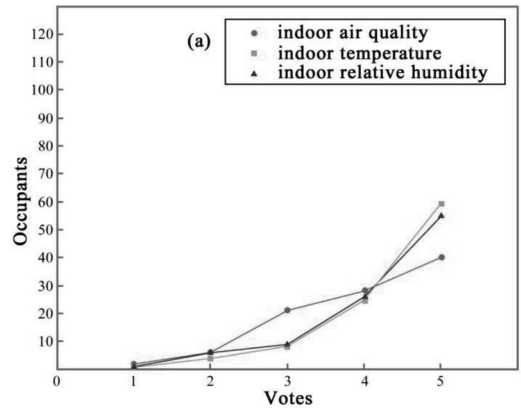 (a)
indoor air quality
indoor temperature
indoor relative humidity
120
110
100
90
80
70
60
50
40
30
20
10
Occupants
0 1 2 3 4 5
Votes